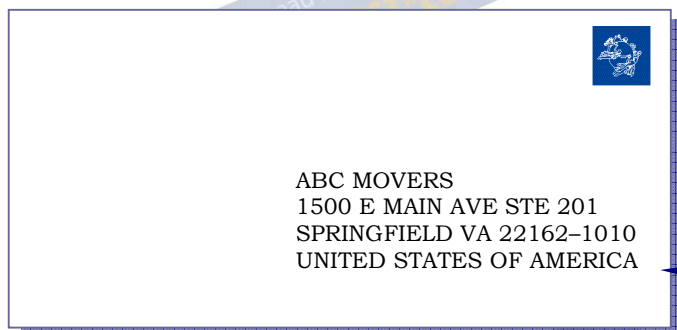 ABC MOVERS
1500 E MAIN AVE STE 201
SPRINGFIELD VA 22162–1010
UNITED STATES OF AMERICA